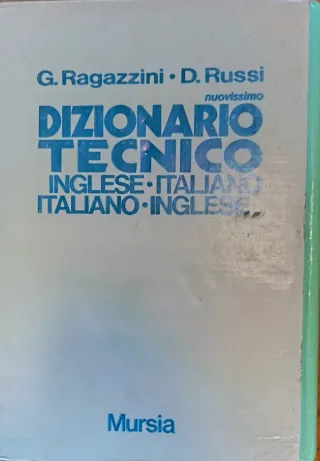 G. Ragazzini • D. Russi
nuovissimo
DIZIONARIO
TECNICO
INGLESE • ITALIANO
ITALIANO • INGLESE
Mursia